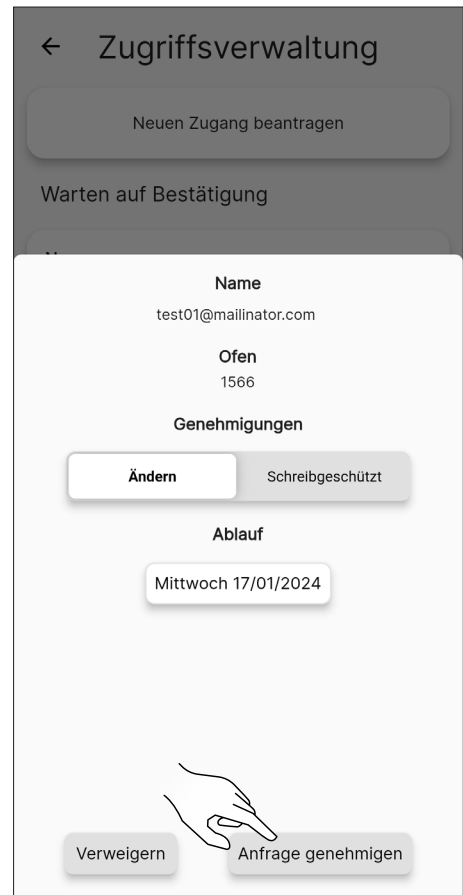 Zugriffsverwaltung
Neuen Zugang beantragen
Warten auf Bestätigung
Name
test01@mailinator.com
Ofen
1566
Genehmigungen
Ändern Schreibgeschützt
Ablauf
Mittwoch 17/01/2024
Verweigern Anfrage genehmigen